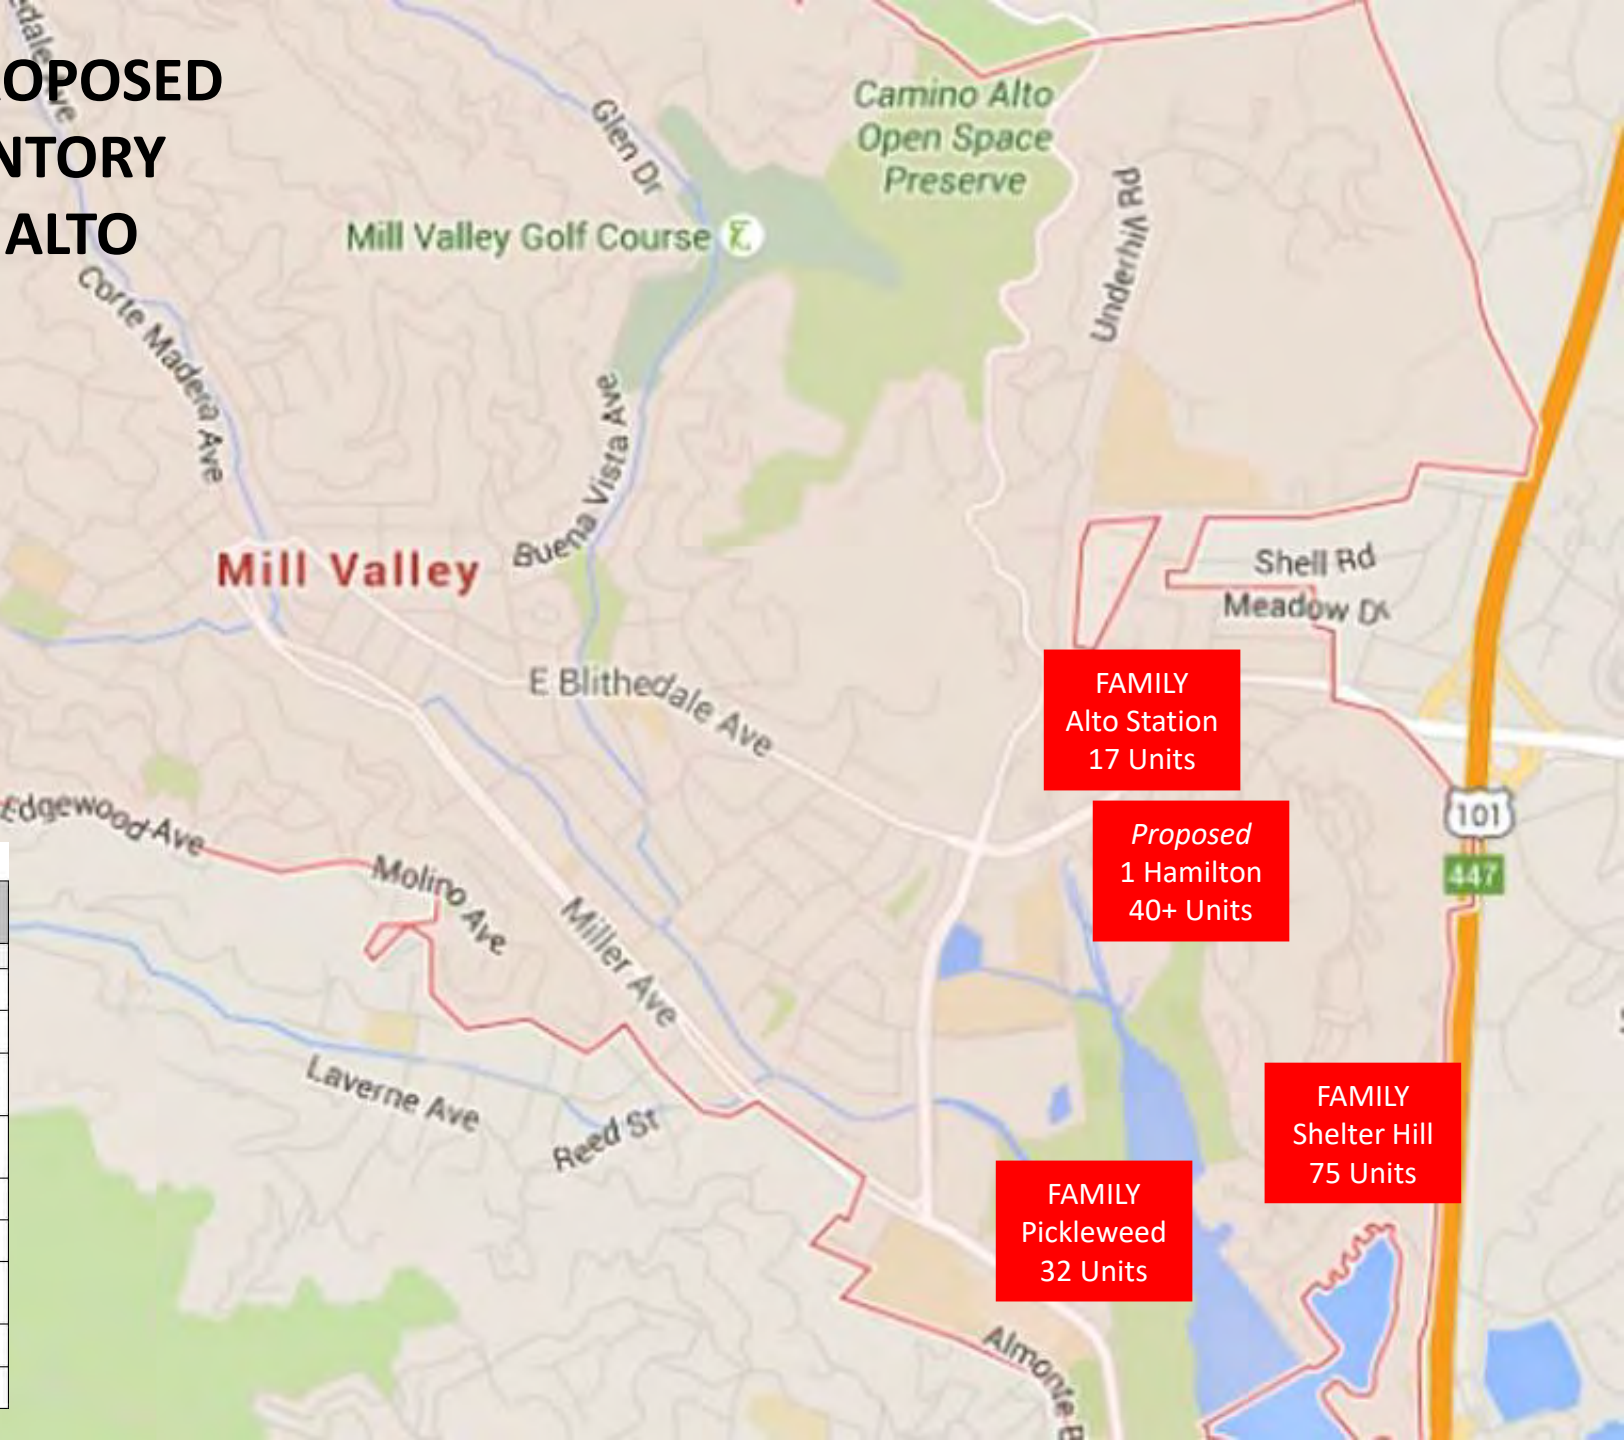 OPOSED
NTORY
ALTO
edale Ave
Glen Dr
Camino Alto
Open Space
Preserve
Underhill Rd
Mill Valley Golf Course
Corte Madera Ave
Buena Vista Ave
Mill Valley
Shell Rd
Meadow Dr
E Blithedale Ave
FAMILY
Alto Station
17 Units
101
447
Proposed
1 Hamilton
40+ Units
Edgewood Ave
Molino Ave
Miller Ave
Laverne Ave
Reed St
FAMILY
Shelter Hill
75 Units
FAMILY
Pickleweed
32 Units
Almonte B